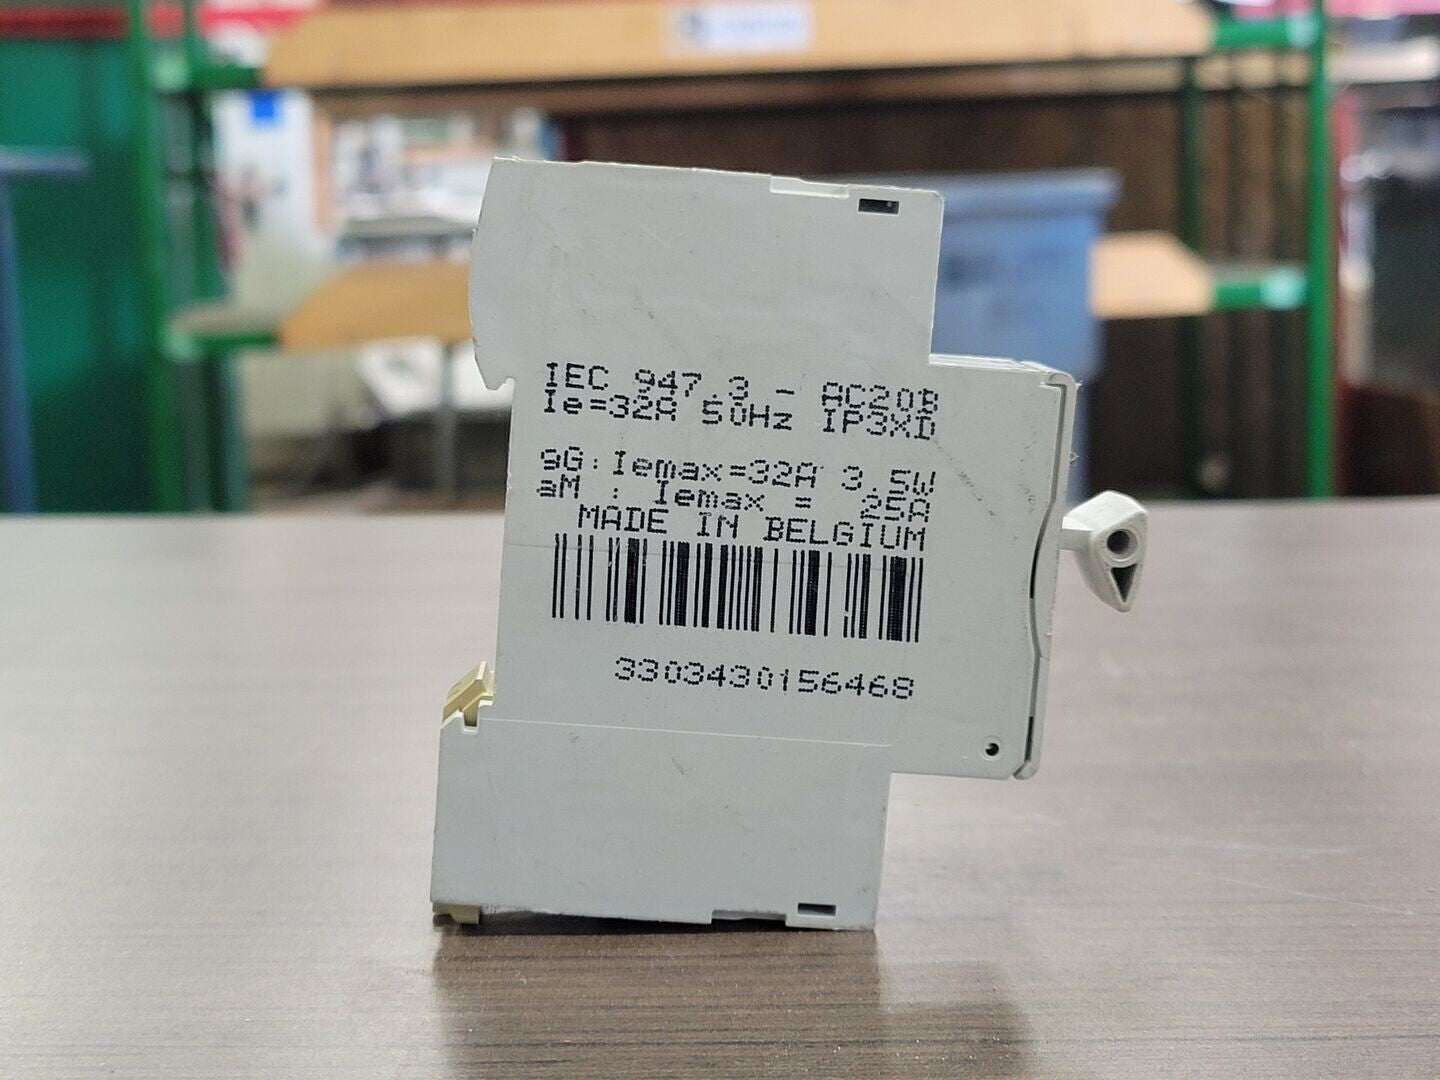 IEC 947.3 - AC20B
Ie=32A 50Hz IP3XD
gG:Iemax=32A 3.5W
aM : Iemax = 25A
MADE IN BELGIUM
3303430156468